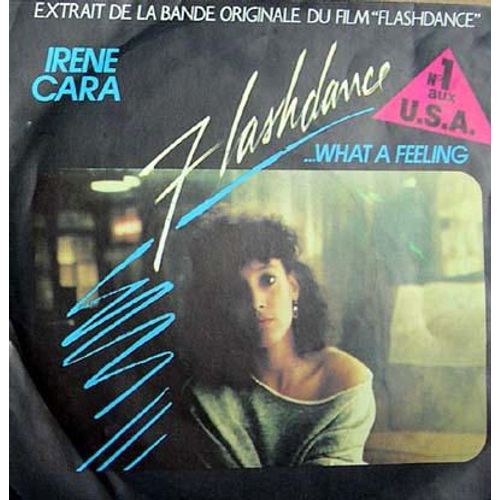 EXTRAIT DE LA BANDE ORIGINALE DU FILM "FLASHDANCE"
IRENE
CARA
Flashdance
N°1
aux
U.S.A.
...WHAT A FEELING